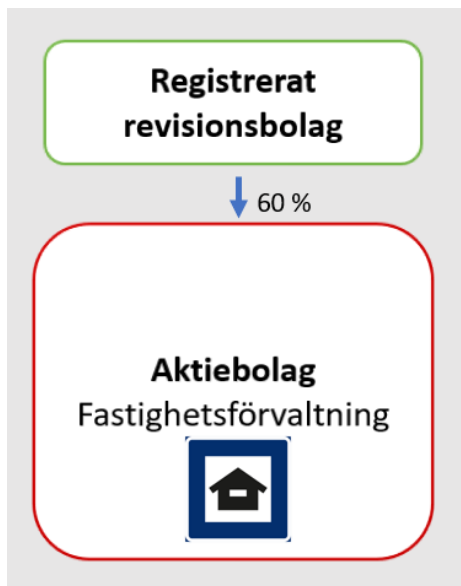 Registrerat
revisionsbolag
60 %
Aktiebolag
Fastighetsförvaltning